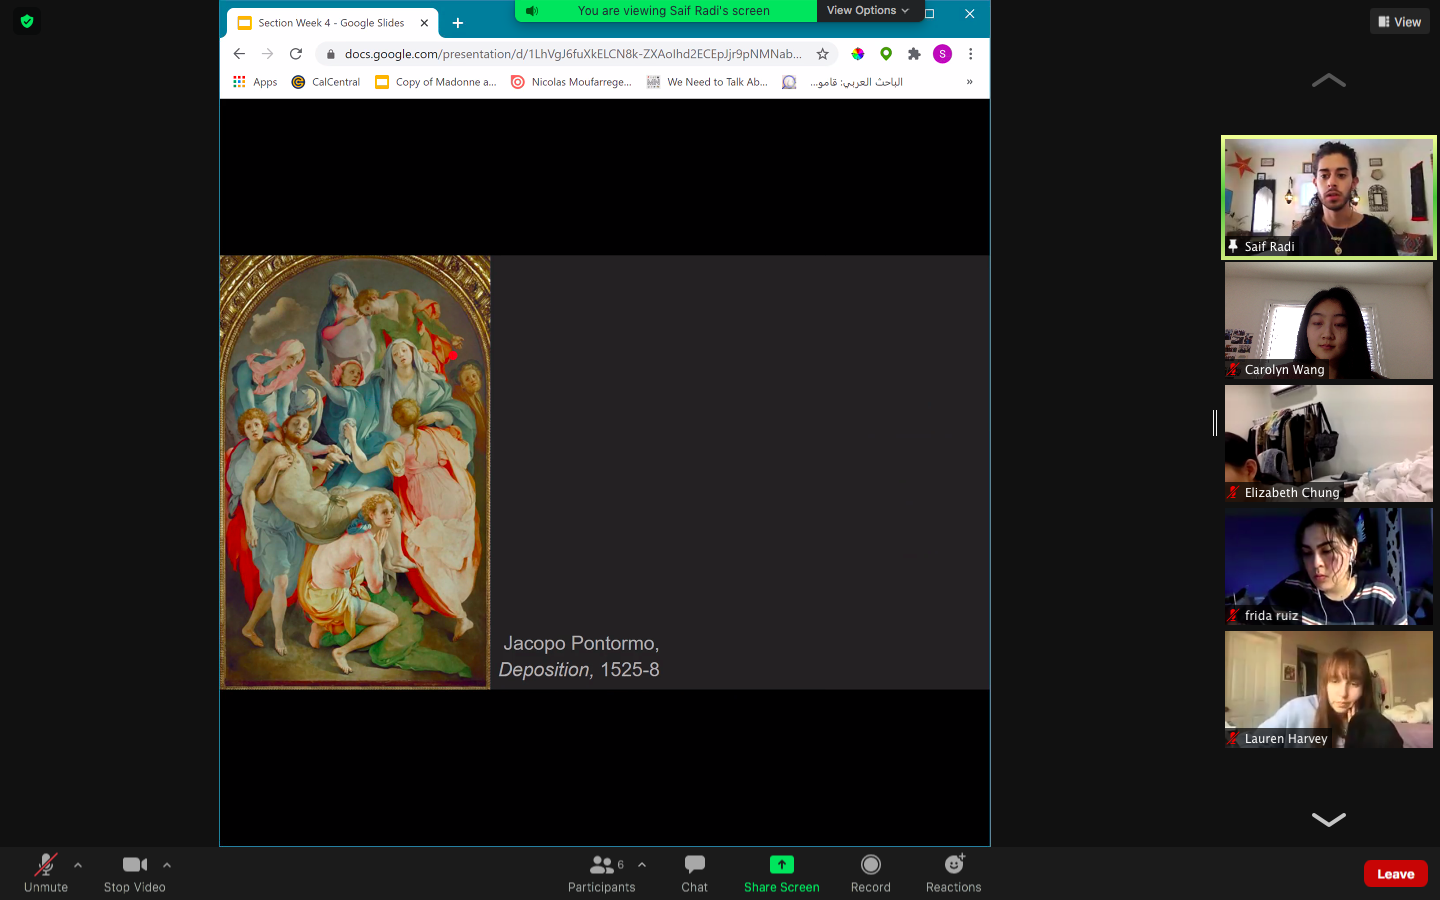 Section Week 4 - Google Slides
You are viewing Saif Radi's screen
View Options
View
docs.google.com/presentation/d/1LhVgJ6fuXkELCN8k-ZXAoIhd2ECEpJjr9pNMNab...
S
Apps
CalCentral
Copy of Madonne a...
Nicolas Moufarrege...
We Need to Talk Ab...
الباحث العربي: قامو...
»
Saif Radi
Carolyn Wang
Elizabeth Chung
frida ruiz
Lauren Harvey
Jacopo Pontormo,
Deposition, 1525-8
Unmute
Stop Video
Participants
6
Chat
Share Screen
Record
Reactions
Leave